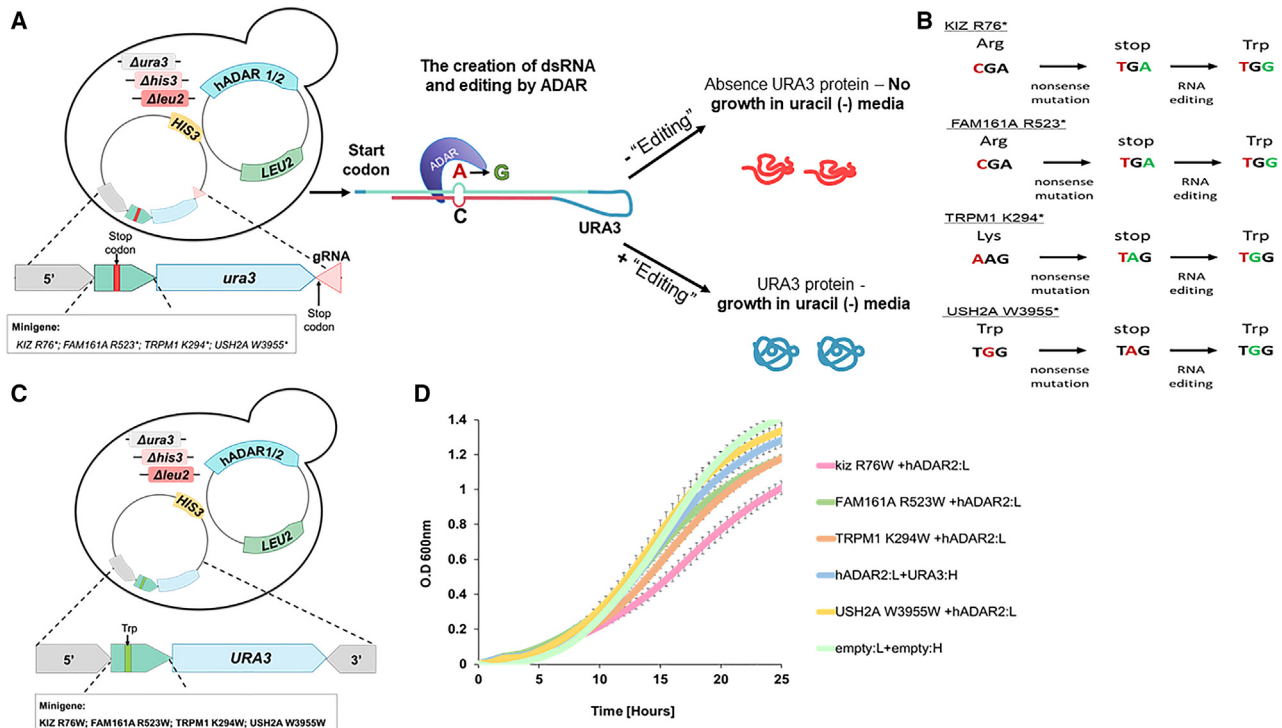 A
Δura3
Δhis3
Δleu2
hADAR 1/2
HIS3
LEU2
Stop
codon
gRNA
5'
ura3
Stop
codon
Minigene:
KIZ R76*; FAM161A R523*; TRPM1 K294*; USH2A W3955*
The creation of dsRNA
and editing by ADAR
Start
codon
ADAR
A
G
C
URA3
- "Editing"
+ "Editing"
Absence URA3 protein – No
growth in uracil (-) media
URA3 protein -
growth in uracil (-) media
B
KIZ R76*
Arg
stop
Trp
CGA
TGA
TGG
nonsense
mutation
RNA
editing
FAM161A R523*
Arg
stop
Trp
CGA
TGA
TGG
nonsense
mutation
RNA
editing
TRPM1 K294*
Lys
stop
Trp
AAG
TAG
TGG
nonsense
mutation
RNA
editing
USH2A W3955*
Trp
stop
Trp
TGG
TAG
TGG
nonsense
mutation
RNA
editing
C
Δura3
Δhis3
Δleu2
hADAR1/2
HIS3
LEU2
Trp
5'
URA3
3'
Minigene:
KIZ R76W; FAM161A R523W; TRPM1 K294W; USH2A W3955W
D
O.D 600nm
1.4
1.2
1
0.8
0.6
0.4
0.2
0
0
5
10
15
20
25
Time [Hours]
kiz R76W +hADAR2:L
FAM161A R523W +hADAR2:L
TRPM1 K294W +hADAR2:L
hADAR2:L+URA3:H
USH2A W3955W +hADAR2:L
empty:L+empty:H